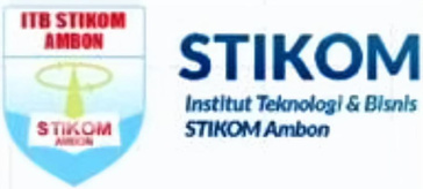 ITB STIKOM
AMBON
STIKOM
AMBON
STIKOM
Institut Teknologi & Bisnis
STIKOM Ambon